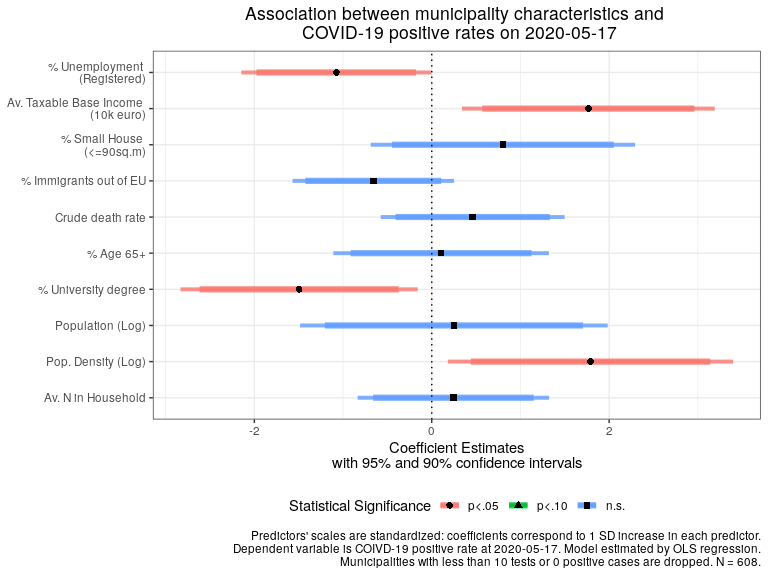 Association between municipality characteristics and
COVID-19 positive rates on 2020-05-17
% Unemployment
(Registered)
Av. Taxable Base Income
(10k euro)
% Small House
(<=90sq.m)
% Immigrants out of EU
Crude death rate
% Age 65+
% University degree
Population (Log)
Pop. Density (Log)
Av. N in Household
-2 0 2
Coefficient Estimates
with 95% and 90% confidence intervals
Statistical Significance p<.05 p<.10 n.s.
Predictors' scales are standardized: coefficients correspond to 1 SD increase in each predictor.
Dependent variable is COIVD-19 positive rate at 2020-05-17. Model estimated by OLS regression.
Municipalities with less than 10 tests or 0 positive cases are dropped. N = 608.